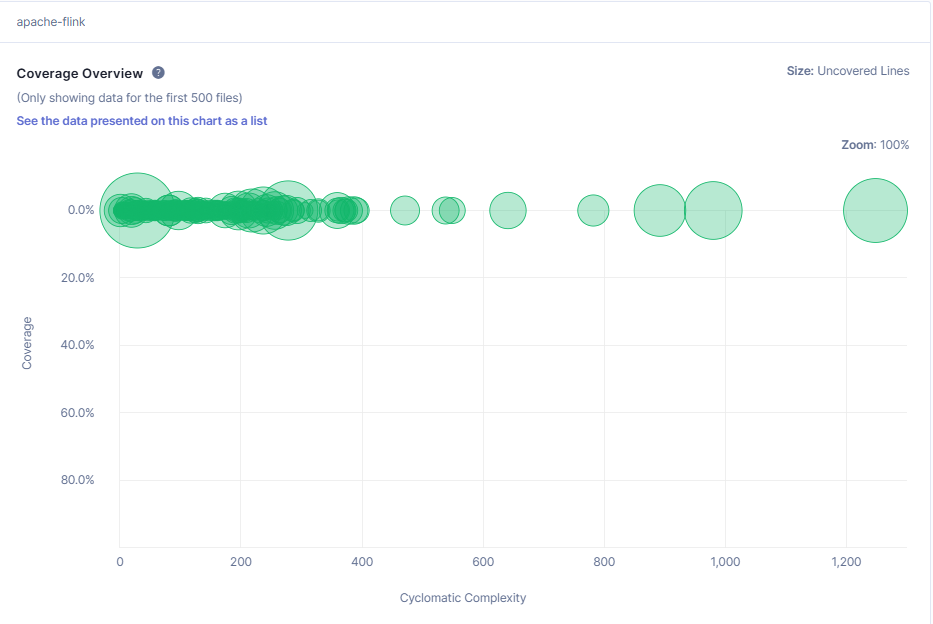 apache-flink
Coverage Overview ?
Size: Uncovered Lines
(Only showing data for the first 500 files)
See the data presented on this chart as a list
Zoom: 100%
0.0%
20.0%
40.0%
60.0%
80.0%
Coverage
0 200 400 600 800 1,000 1,200
Cyclomatic Complexity